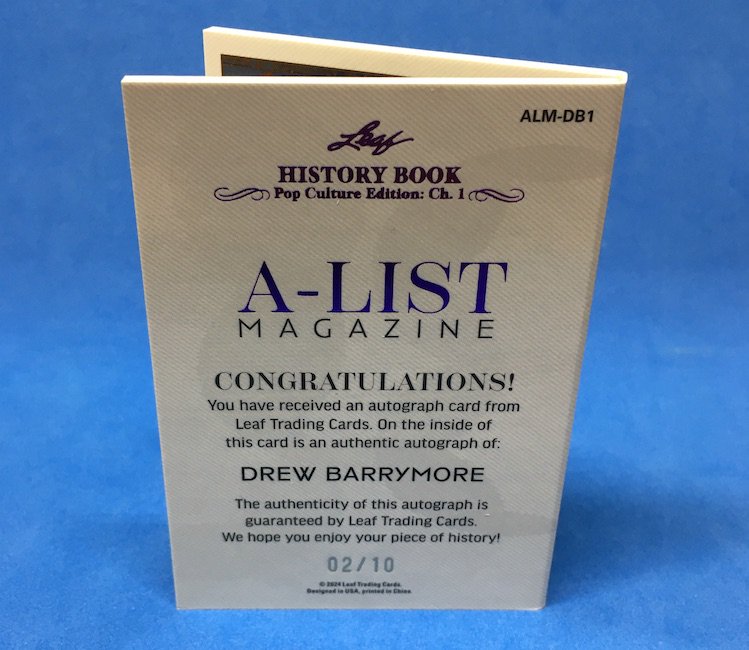 ALM-DB1
Leaf
HISTORY BOOK
Pop Culture Edition: Ch. 1
A-LIST
MAGAZINE
CONGRATULATIONS!
You have received an autograph card from
Leaf Trading Cards. On the inside of
this card is an authentic autograph of:
DREW BARRYMORE
The authenticity of this autograph is
guaranteed by Leaf Trading Cards.
We hope you enjoy your piece of history!
02/10
© 2024 Leaf Trading Cards.
Designed in USA, printed in China